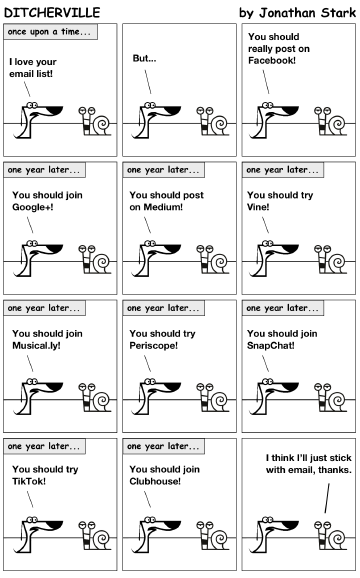 DITCHERVILLE
by Jonathan Stark
once upon a time...
I love your
email list!
But...
You should
really post on
Facebook!
one year later...
You should join
Google+!
one year later...
You should post
on Medium!
one year later...
You should try
Vine!
one year later...
You should join
Musical.ly!
one year later...
You should try
Periscope!
one year later...
You should join
SnapChat!
one year later...
You should try
TikTok!
one year later...
You should join
Clubhouse!
I think I'll just stick
with email, thanks.